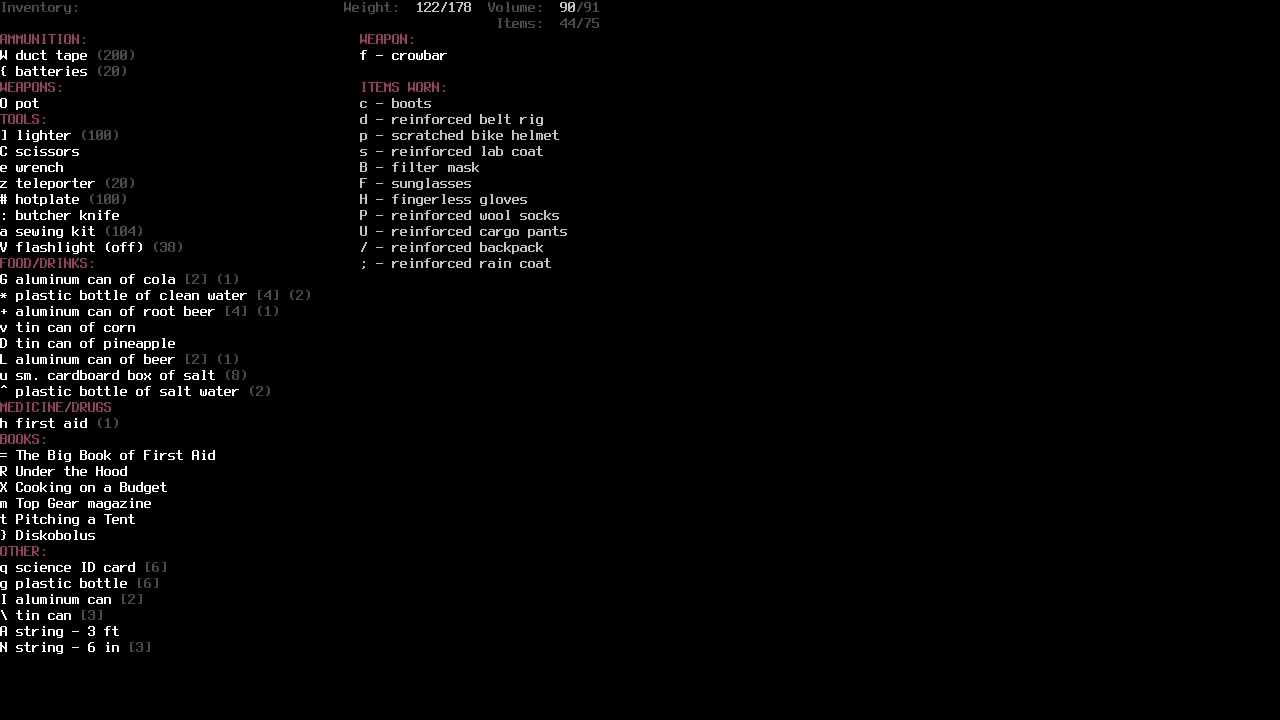 Inventory: Weight: 122/178 Volume: 90/91
Items: 44/75
AMMUNITION:
W duct tape (200)
{ batteries (20)
WEAPONS:
O pot
TOOLS:
] lighter (100)
C scissors
e wrench
z teleporter (20)
# hotplate (100)
: butcher knife
a sewing kit (104)
V flashlight (off) (38)
FOOD/DRINKS:
G aluminum can of cola [2] (1)
* plastic bottle of clean water [4] (2)
+ aluminum can of root beer [4] (1)
v tin can of corn
D tin can of pineapple
L aluminum can of beer [2] (1)
u sm. cardboard box of salt (8)
^ plastic bottle of salt water (2)
MEDICINE/DRUGS
h first aid (1)
BOOKS:
= The Big Book of First Aid
R Under the Hood
X Cooking on a Budget
m Top Gear magazine
t Pitching a Tent
} Diskobolus
OTHER:
q science ID card [6]
g plastic bottle [6]
I aluminum can [2]
\ tin can [3]
A string - 3 ft
N string - 6 in [3]
WEAPON:
f - crowbar
ITEMS WORN:
c - boots
d - reinforced belt rig
p - scratched bike helmet
s - reinforced lab coat
B - filter mask
F - sunglasses
H - fingerless gloves
P - reinforced wool socks
U - reinforced cargo pants
/ - reinforced backpack
; - reinforced rain coat